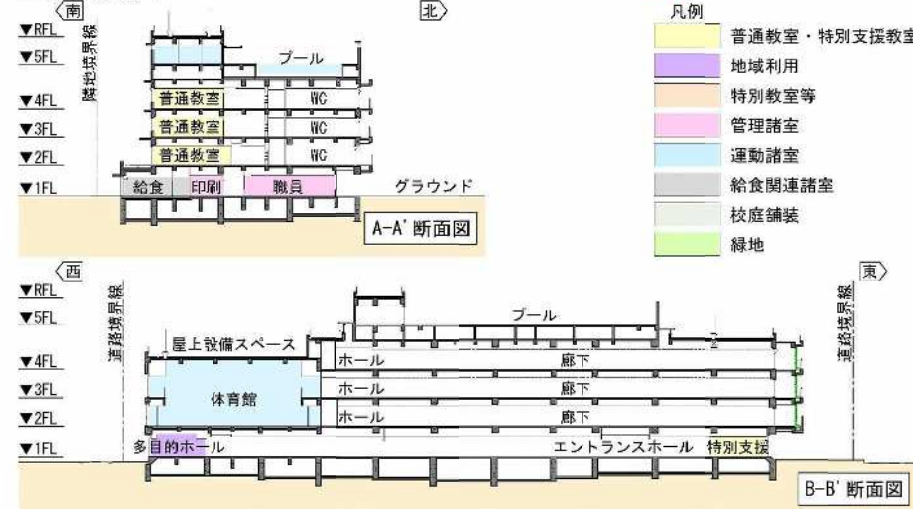 南
北
▼RFL
▼5FL
▼4FL
▼3FL
▼2FL
▼1FL
隣地境界線
プール
普通教室
WC
普通教室
WC
普通教室
WC
給食
印刷
職員
グラウンド
A-A' 断面図
凡例
普通教室・特別支援教室
地域利用
特別教室等
管理諸室
運動諸室
給食関連諸室
校庭舗装
緑地
西
東
▼RFL
▼5FL
▼4FL
▼3FL
▼2FL
▼1FL
道路境界線
道路境界線
プール
屋上設備スペース
ホール
廊下
体育館
ホール
廊下
ホール
廊下
多目的ホール
エントランスホール
特別支援
B-B' 断面図